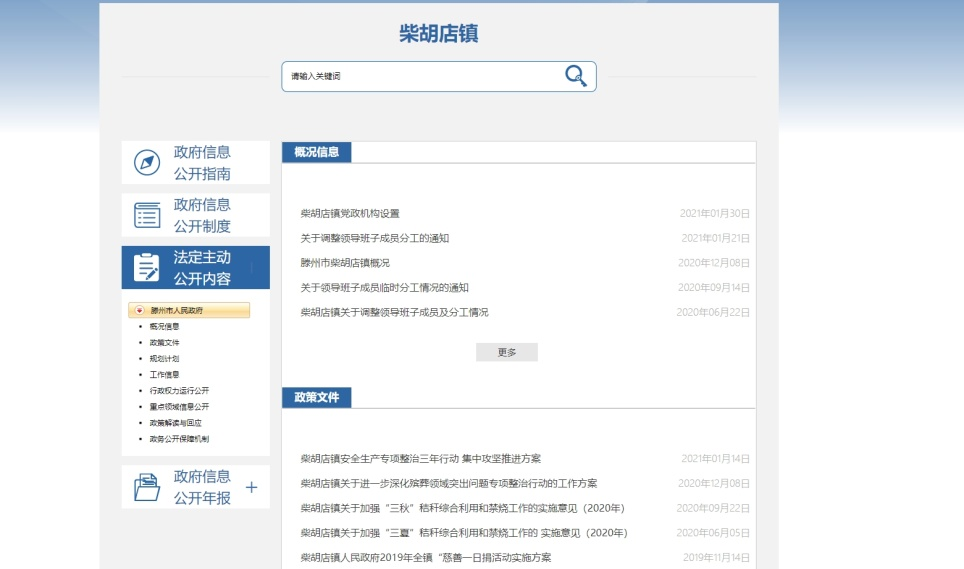 柴胡店镇
请输入关键词
政府信息
公开指南
政府信息
公开制度
法定主动
公开内容
滕州市人民政府
概况信息
政策文件
规划计划
工作信息
行政权力运行公开
重点领域信息公开
政策解读与回应
政务公开保障机制
政府信息
公开年报 +
概况信息
柴胡店镇党政机构设置 2021年01月30日
关于调整领导班子成员分工的通知 2021年01月21日
滕州市柴胡店镇概况 2020年12月08日
关于领导班子成员临时分工情况的通知 2020年09月14日
柴胡店镇关于调整领导班子成员及分工情况 2020年06月22日
更多
政策文件
柴胡店镇安全生产专项整治三年行动 集中攻坚推进方案 2021年01月14日
柴胡店镇关于进一步深化殡葬领域突出问题专项整治行动的工作方案 2020年12月08日
柴胡店镇关于加强“三秋”秸秆综合利用和禁烧工作的实施意见（2020年） 2020年09月22日
柴胡店镇关于加强“三夏”秸秆综合利用和禁烧工作的 实施意见（2020年） 2020年06月05日
柴胡店镇人民政府2019年全镇“慈善一日捐活动实施方案 2019年11月14日